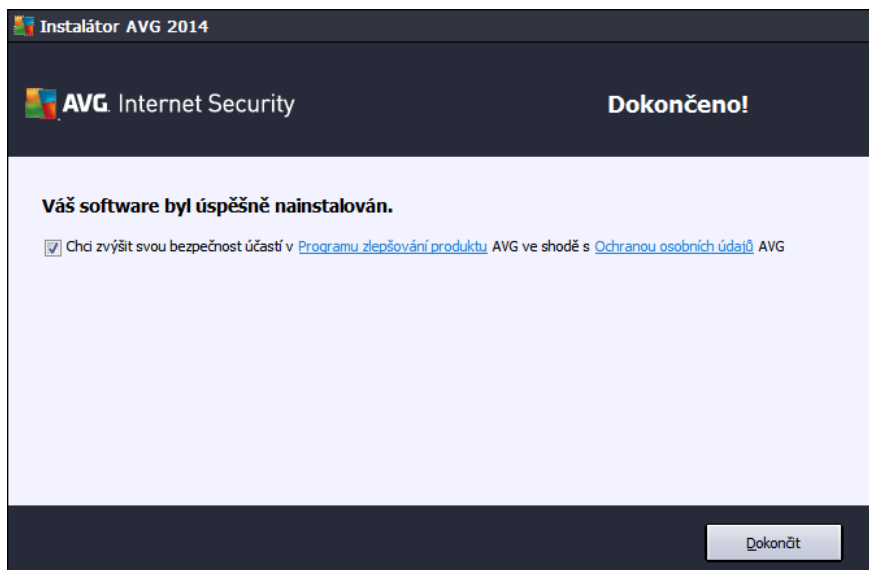 Instalátor AVG 2014
AVG. Internet Security
Dokončeno!
Váš software byl úspěšně nainstalován.
Chci zvýšit svou bezpečnost účastí v Programu zlepšování produktu AVG ve shodě s Ochranou osobních údajů AVG
Dokončit